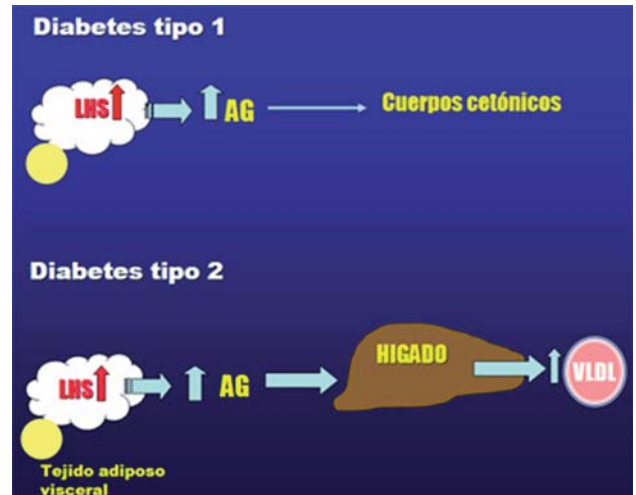 Diabetes tipo 1
LHS
AG
Cuerpos cetónicos
Diabetes tipo 2
LHS
AG
HIGADO
VLDL
Tejido adiposo
visceral